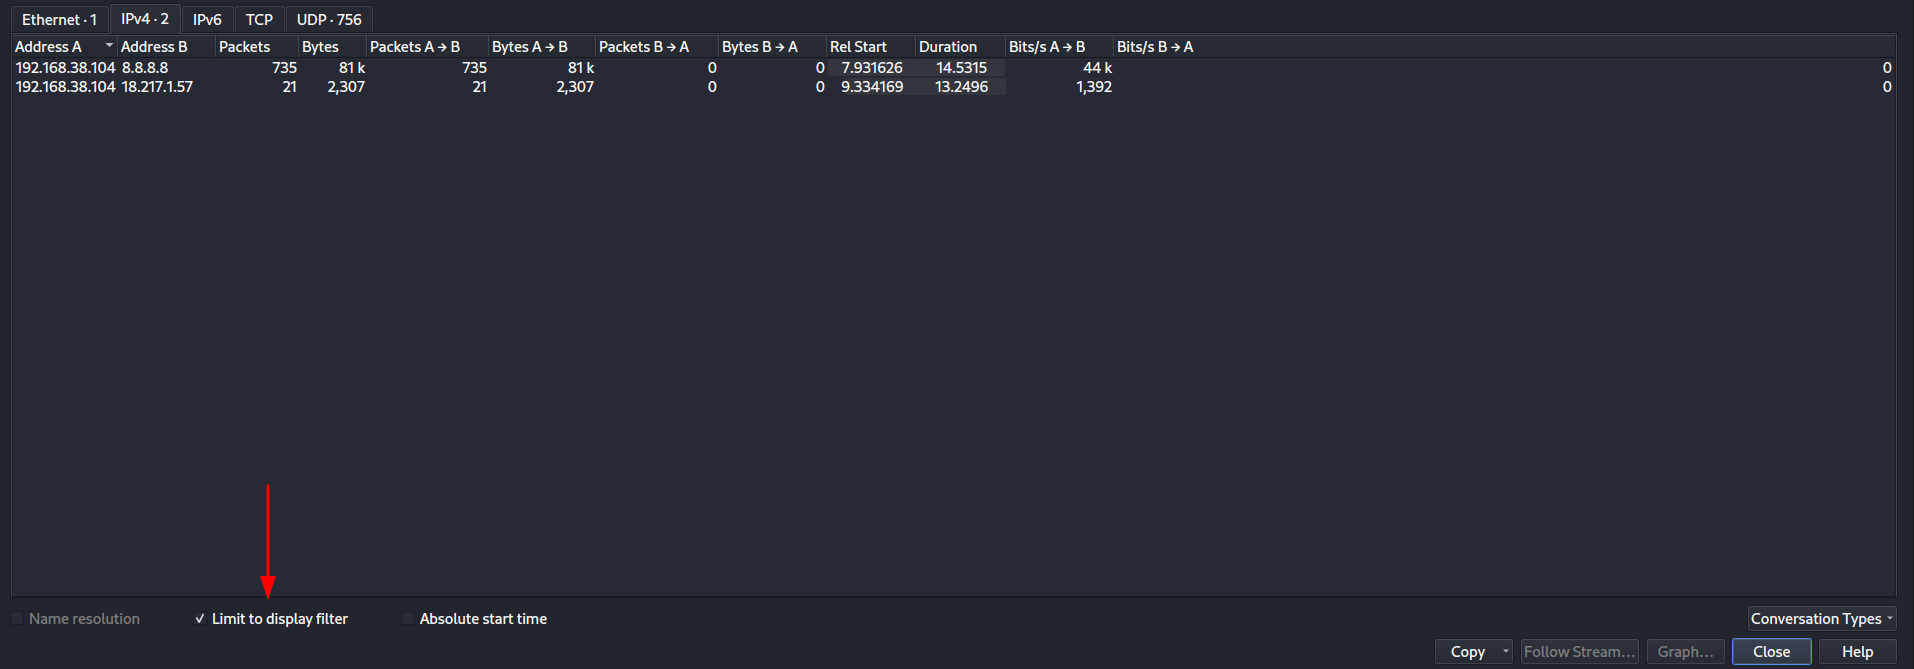 Ethernet · 1 IPv4 · 2 IPv6 TCP UDP · 756
Address A Address B Packets Bytes Packets A → B Bytes A → B Packets B → A Bytes B → A Rel Start Duration Bits/s A → B Bits/s B → A
192.168.38.104 8.8.8.8 735 81 k 735 81 k 0 0 7.931626 14.5315 44 k 0
192.168.38.104 18.217.1.57 21 2,307 21 2,307 0 0 9.334169 13.2496 1,392 0
Name resolution Limit to display filter Absolute start time Conversation Types
Copy Follow Stream... Graph... Close Help